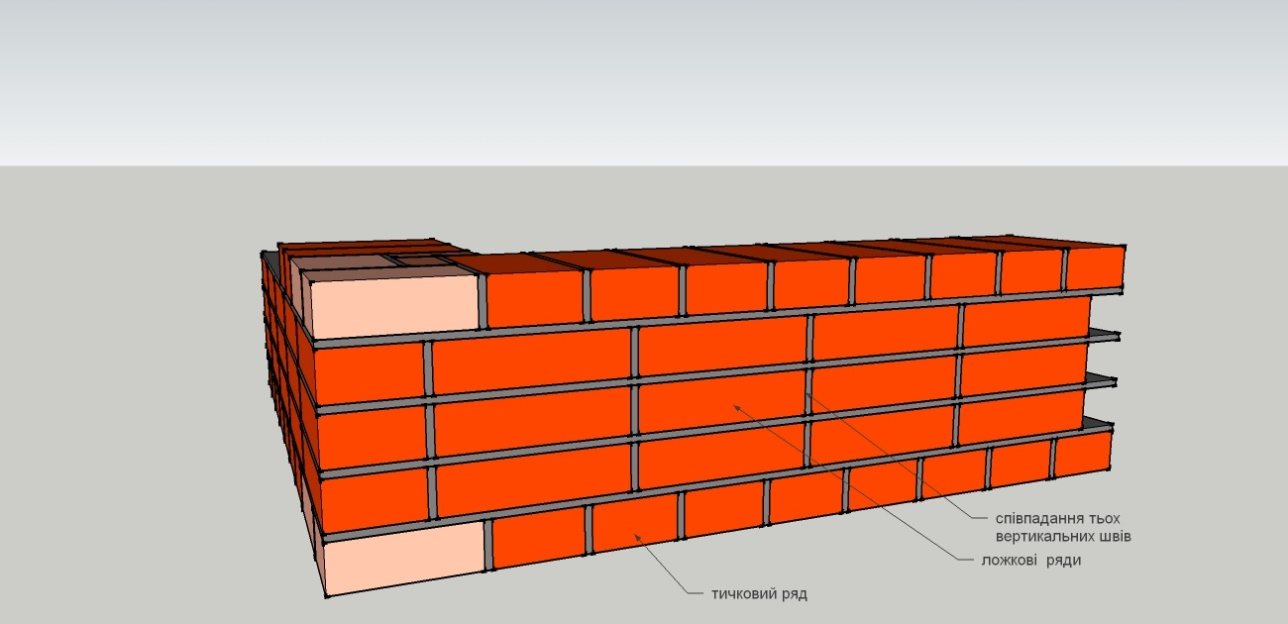 співпадання тьох
вертикальних швів
ложкові ряди
тичковий ряд